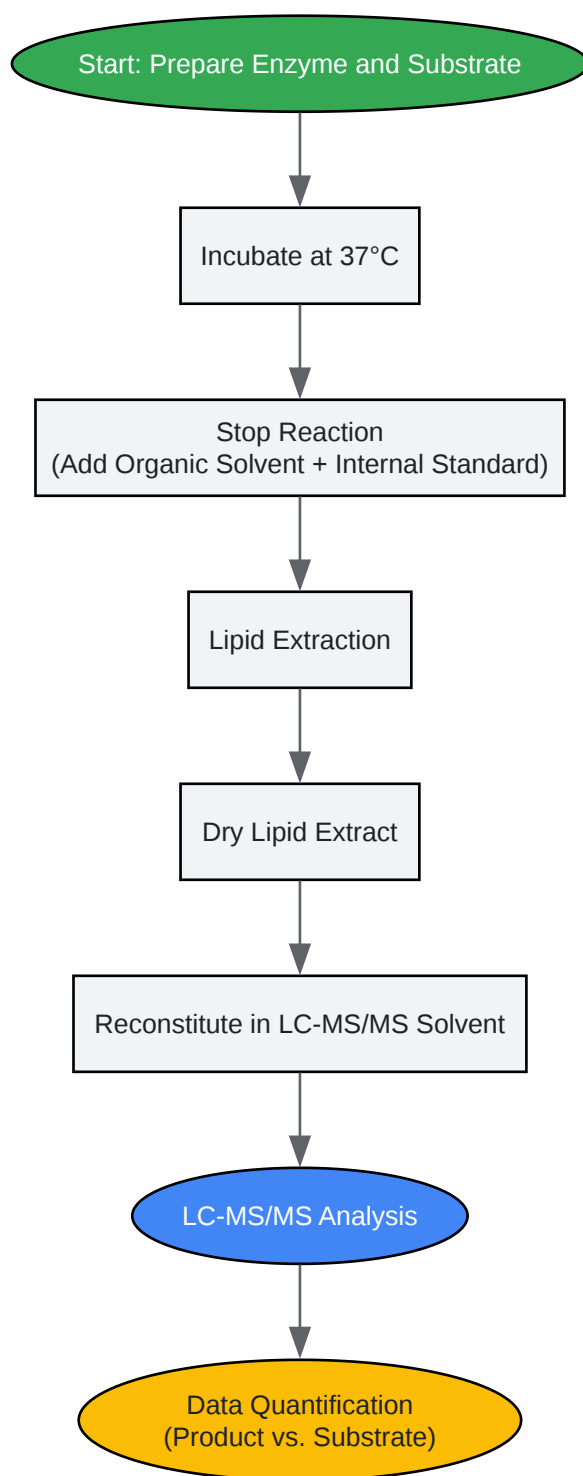 Start: Prepare Enzyme and Substrate
Incubate at 37°C
Stop Reaction
(Add Organic Solvent + Internal Standard)
Lipid Extraction
Dry Lipid Extract
Reconstitute in LC-MS/MS Solvent
LC-MS/MS Analysis
Data Quantification
(Product vs. Substrate)